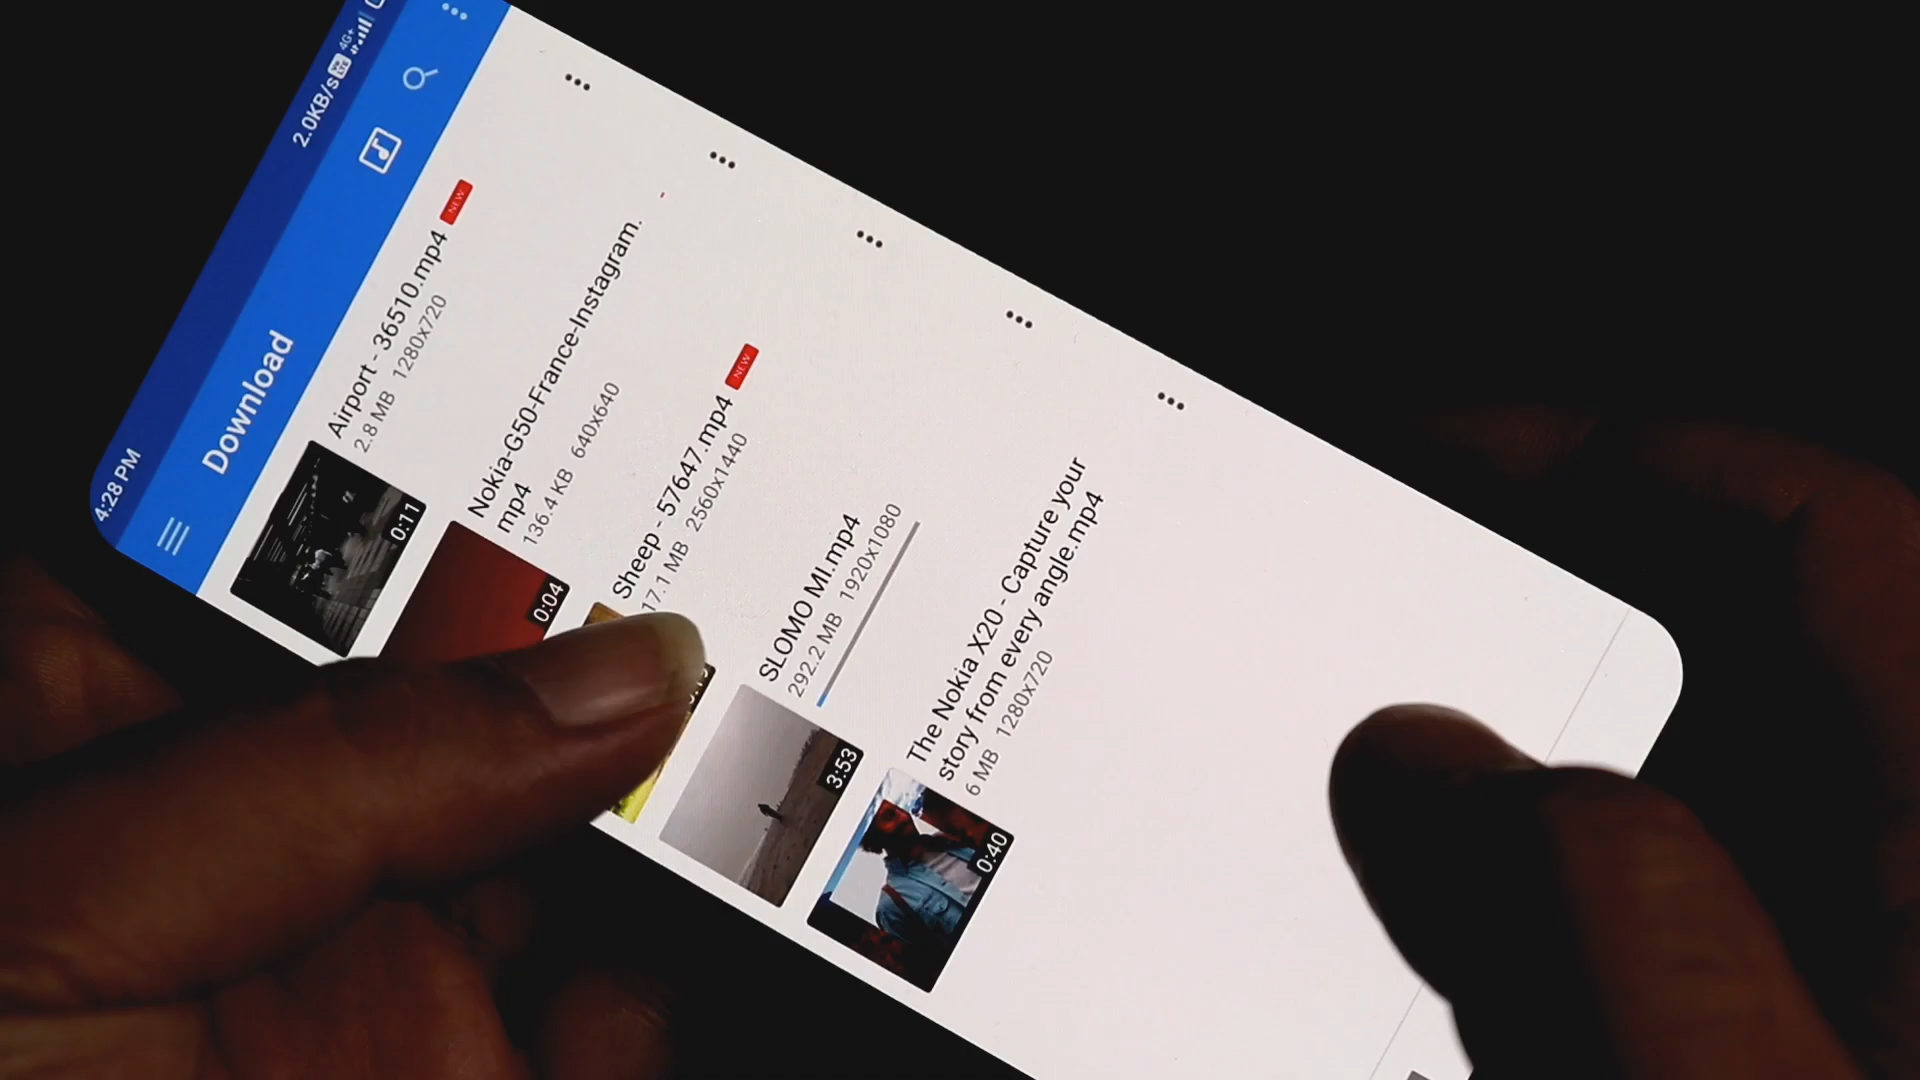 4:28 PM
2.0KB/s
Vo
LTE
4G+
Download
Airport - 36510.mp4
NEW
2.8 MB 1280x720
0:11
Nokia-G50-France-Instagram.
mp4
136.4 KB 640x640
0:04
Sheep - 57647.mp4
NEW
17.1 MB 2560x1440
SLOMO MI.mp4
292.2 MB 1920x1080
3:53
The Nokia X20 - Capture your
story from every angle.mp4
6 MB 1280x720
0:40